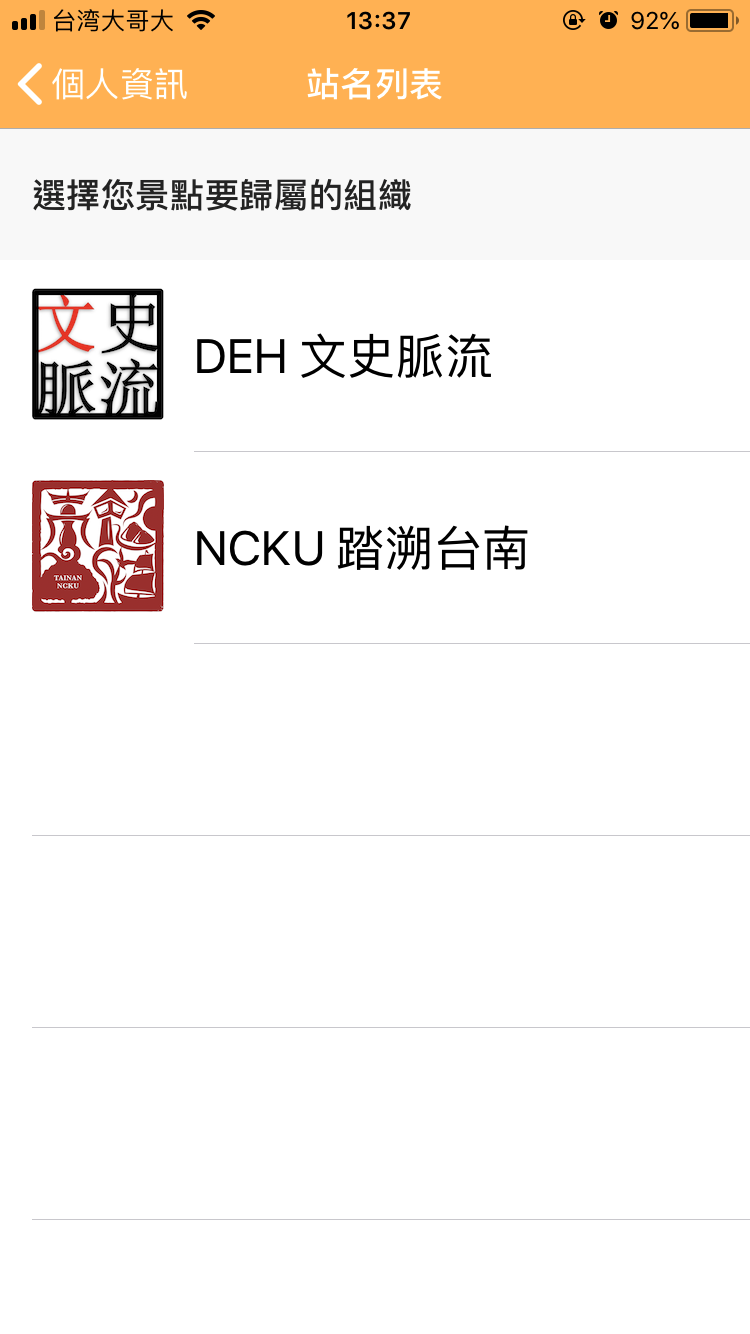 台湾大哥大 13:37 92%
個人資訊 站名列表
選擇您景點要歸屬的組織
文史
脈流
DEH 文史脈流
TAINAN
NCKU
NCKU 踏溯台南